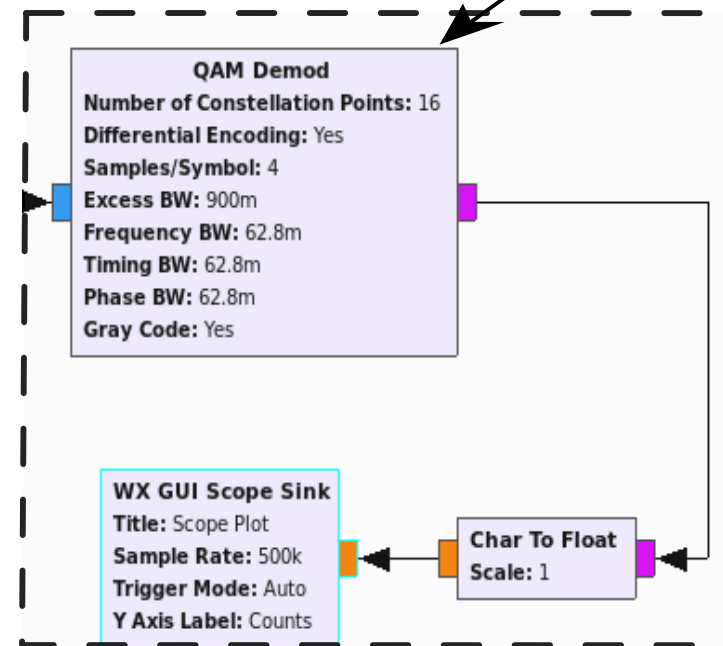 QAM Demod
Number of Constellation Points: 16
Differential Encoding: Yes
Samples/Symbol: 4
Excess BW: 900m
Frequency BW: 62.8m
Timing BW: 62.8m
Phase BW: 62.8m
Gray Code: Yes
WX GUI Scope Sink
Title: Scope Plot
Sample Rate: 500k
Trigger Mode: Auto
Y Axis Label: Counts
Char To Float
Scale: 1